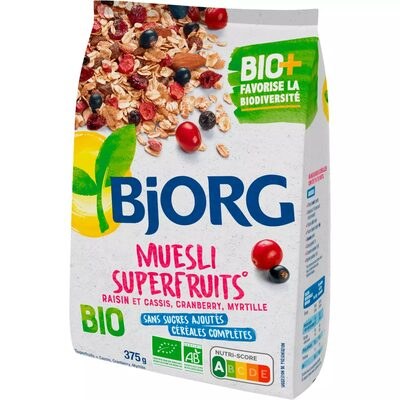 BIO+
FAVORISE LA
BIODIVERSITÉ
BJORG
MUESLI
SUPERFRUITS°
RAISIN ET CASSIS, CRANBERRY, MYRTILLE
SANS SUCRES AJOUTÉS
CÉRÉALES COMPLÈTES
BIO
375g
AB
NUTRI-SCORE
ABCDE